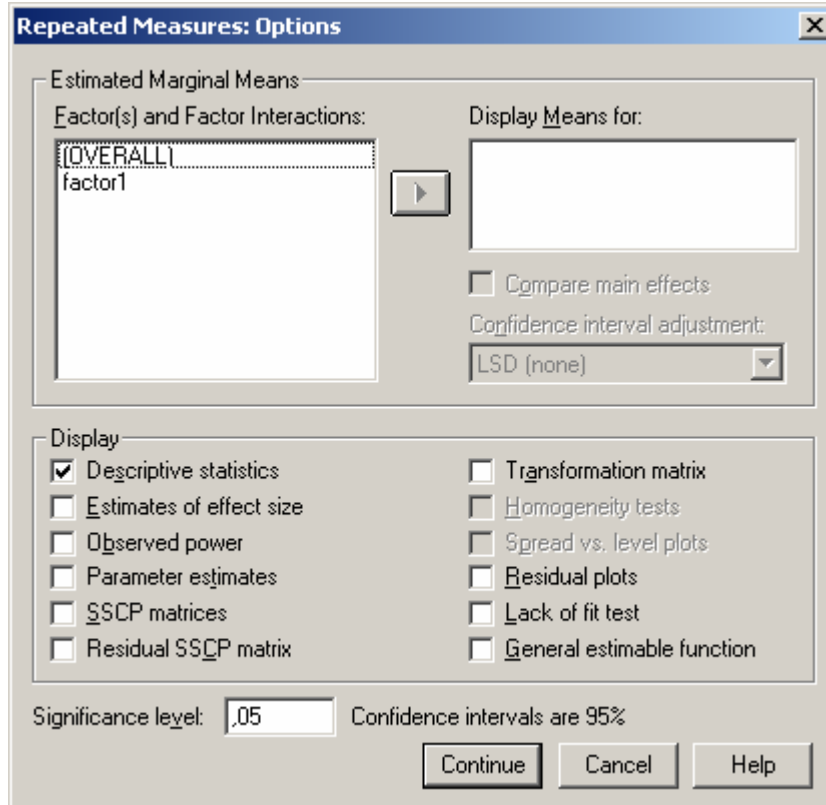 Repeated Measures: Options
Estimated Marginal Means
Factor(s) and Factor Interactions:
(OVERALL)
factor1
Display Means for:
Compare main effects
Confidence interval adjustment:
LSD (none)
Display
Descriptive statistics
Estimates of effect size
Observed power
Parameter estimates
SSCP matrices
Residual SSCP matrix
Transformation matrix
Homogeneity tests
Spread vs. level plots
Residual plots
Lack of fit test
General estimable function
Significance level: ,05 Confidence intervals are 95%
Continue Cancel Help